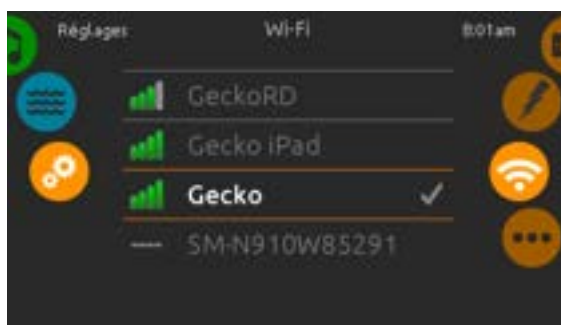 Réglages Wi-Fi 8:01am
GeckoRD
Gecko iPad
Gecko
SM-N910W85291